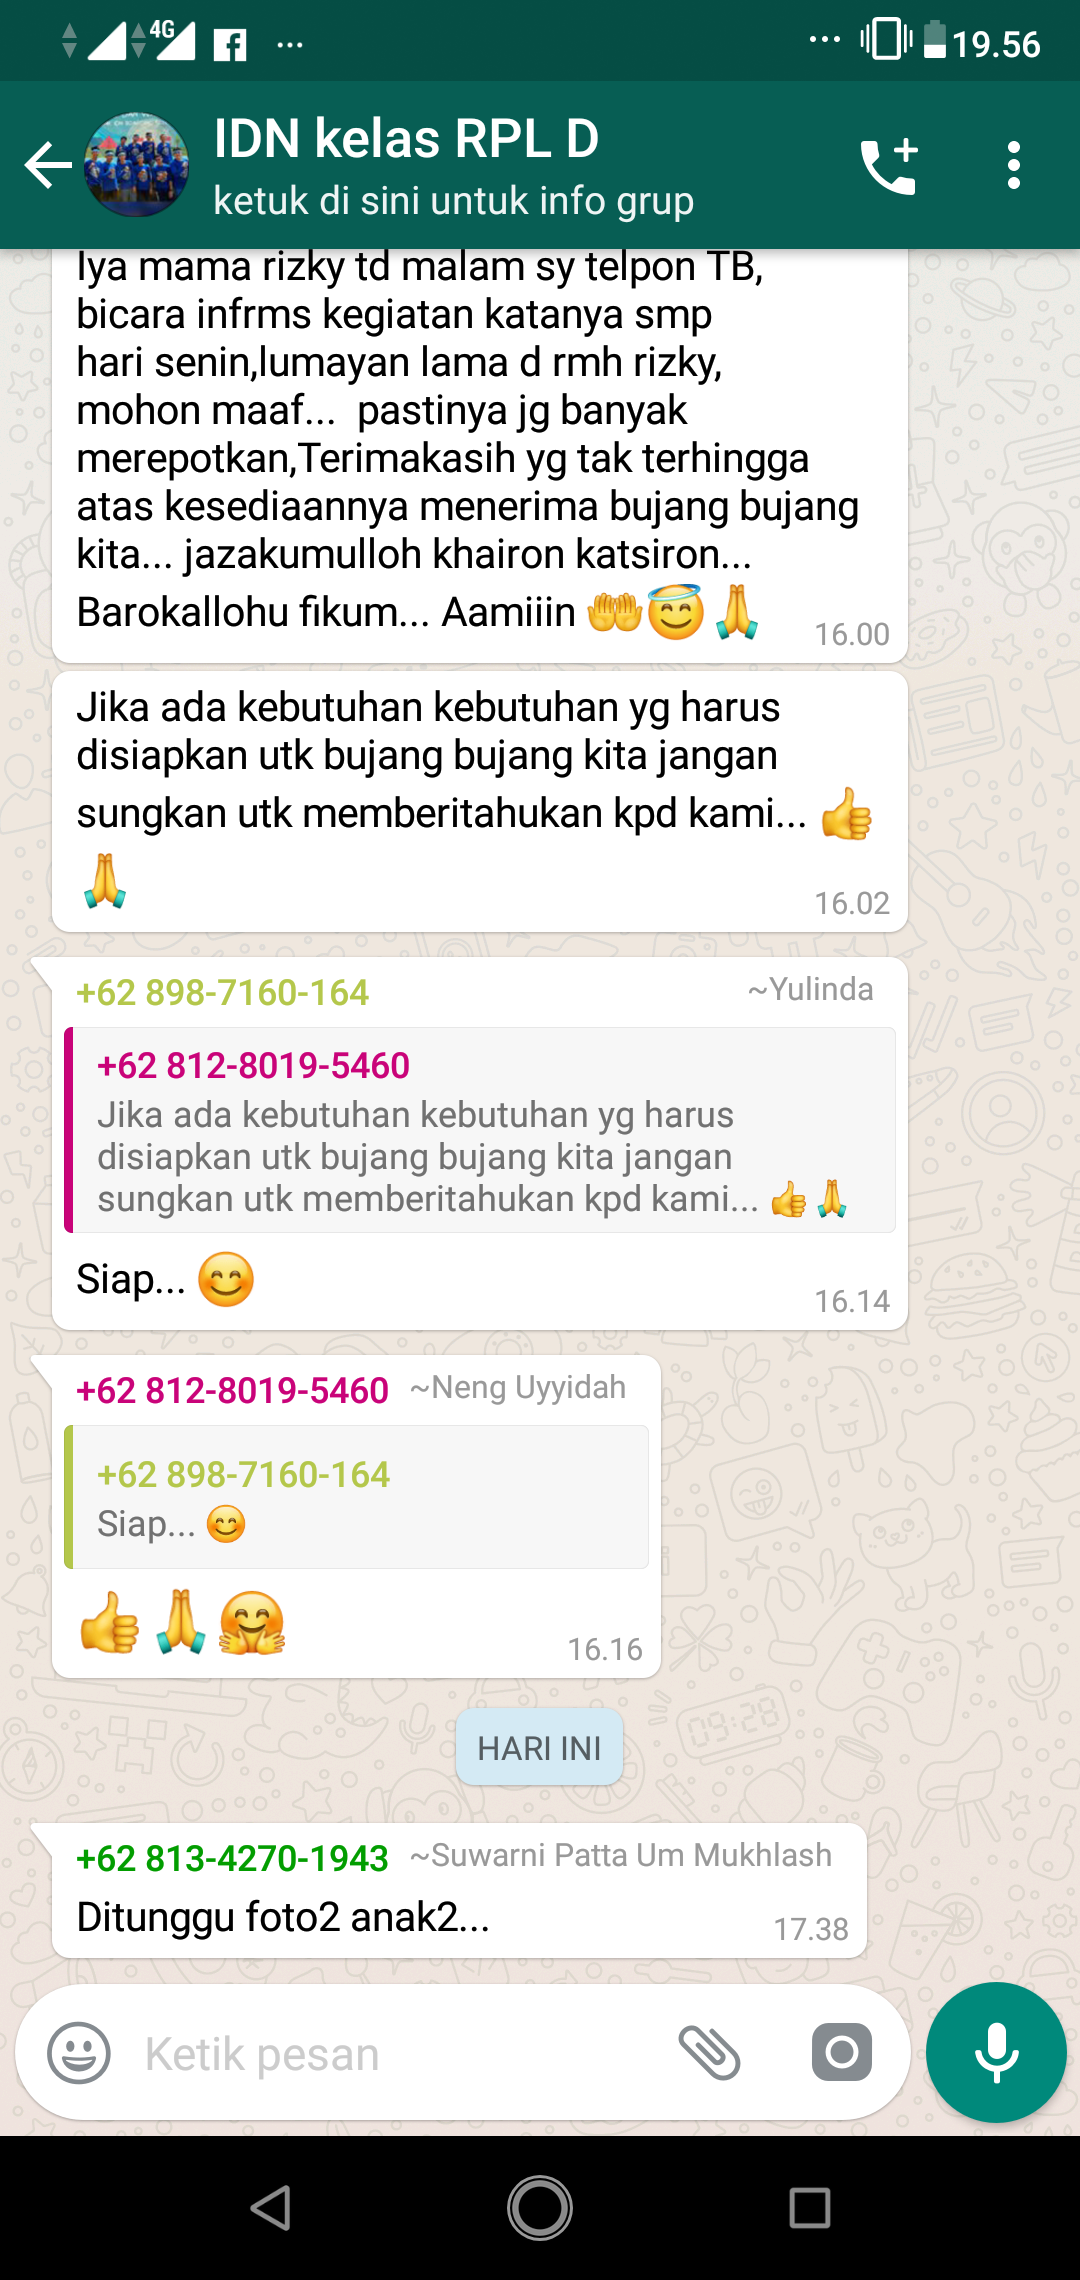 4G
19.56
IDN kelas RPL D
ketuk di sini untuk info grup
Iya mama rizky td malam sy telpon TB,
bicara infrms kegiatan katanya smp
hari senin,lumayan lama d rmh rizky,
mohon maaf... pastinya jg banyak
merepotkan,Terimakasih yg tak terhingga
atas kesediaannya menerima bujang bujang
kita... jazakumulloh khairon katsiron...
Barokallohu fikum... Aamiiin 🤲😇🙏
16.00
Jika ada kebutuhan kebutuhan yg harus
disiapkan utk bujang bujang kita jangan
sungkan utk memberitahukan kpd kami... 👍
🙏
16.02
+62 898-7160-164 ~Yulinda
+62 812-8019-5460
Jika ada kebutuhan kebutuhan yg harus
disiapkan utk bujang bujang kita jangan
sungkan utk memberitahukan kpd kami... 👍🙏
Siap... 😊
16.14
+62 812-8019-5460 ~Neng Uyyidah
+62 898-7160-164
Siap... 😊
👍🙏🤗
16.16
HARI INI
+62 813-4270-1943 ~Suwarni Patta Um Mukhlash
Ditunggu foto2 anak2...
17.38
Ketik pesan